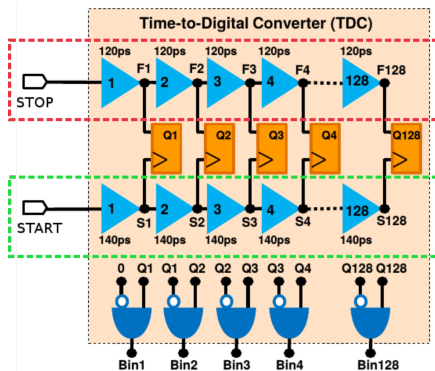 Time-to-Digital Converter (TDC)
120ps 120ps 120ps 120ps 120ps
1 F1 2 F2 3 F3 4 F4 128 F128
STOP
Q1 Q2 Q3 Q4 Q128
1 S1 2 S2 3 S3 4 S4 128 S128
START
140ps 140ps 140ps 140ps 140ps
0 Q1 Q1 Q2 Q2 Q3 Q3 Q4 Q128 Q128
Bin1 Bin2 Bin3 Bin4 Bin128